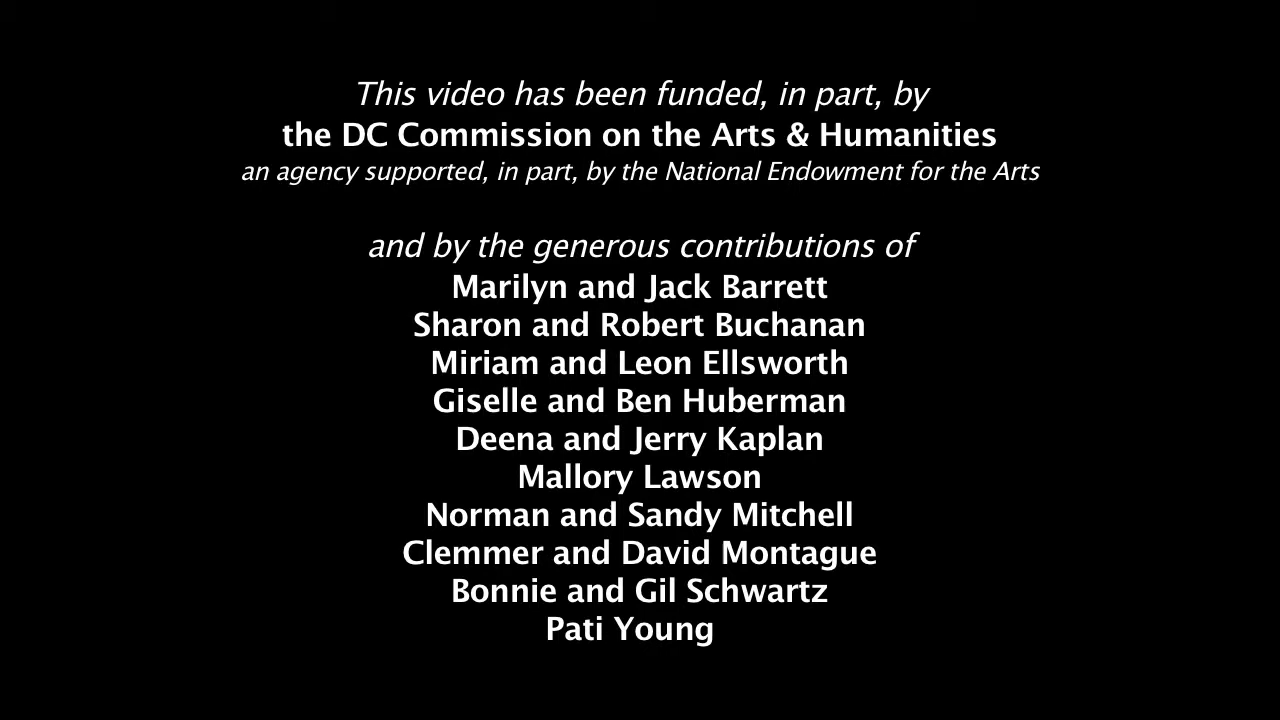 This video has been funded, in part, by
the DC Commission on the Arts & Humanities
an agency supported, in part, by the National Endowment for the Arts
and by the generous contributions of
Marilyn and Jack Barrett
Sharon and Robert Buchanan
Miriam and Leon Ellsworth
Giselle and Ben Huberman
Deena and Jerry Kaplan
Mallory Lawson
Norman and Sandy Mitchell
Clemmer and David Montague
Bonnie and Gil Schwartz
Pati Young